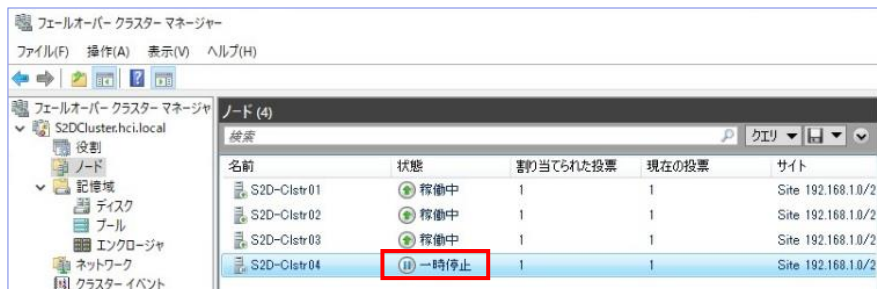 フェールオーバー クラスター マネージャー
ファイル(F) 操作(A) 表示(V) ヘルプ(H)
フェールオーバー クラスター マネージャ
S2DCluster.hci.local
役割
ノード
記憶域
ディスク
プール
エンクロージャ
ネットワーク
クラスター イベント
ノード (4)
検索 クエリ
名前 状態 割り当てられた投票 現在の投票 サイト
S2D-Clstr01 稼働中 1 1 Site 192.168.1.0/2
S2D-Clstr02 稼働中 1 1 Site 192.168.1.0/2
S2D-Clstr03 稼働中 1 1 Site 192.168.1.0/2
S2D-Clstr04 一時停止 1 1 Site 192.168.1.0/2